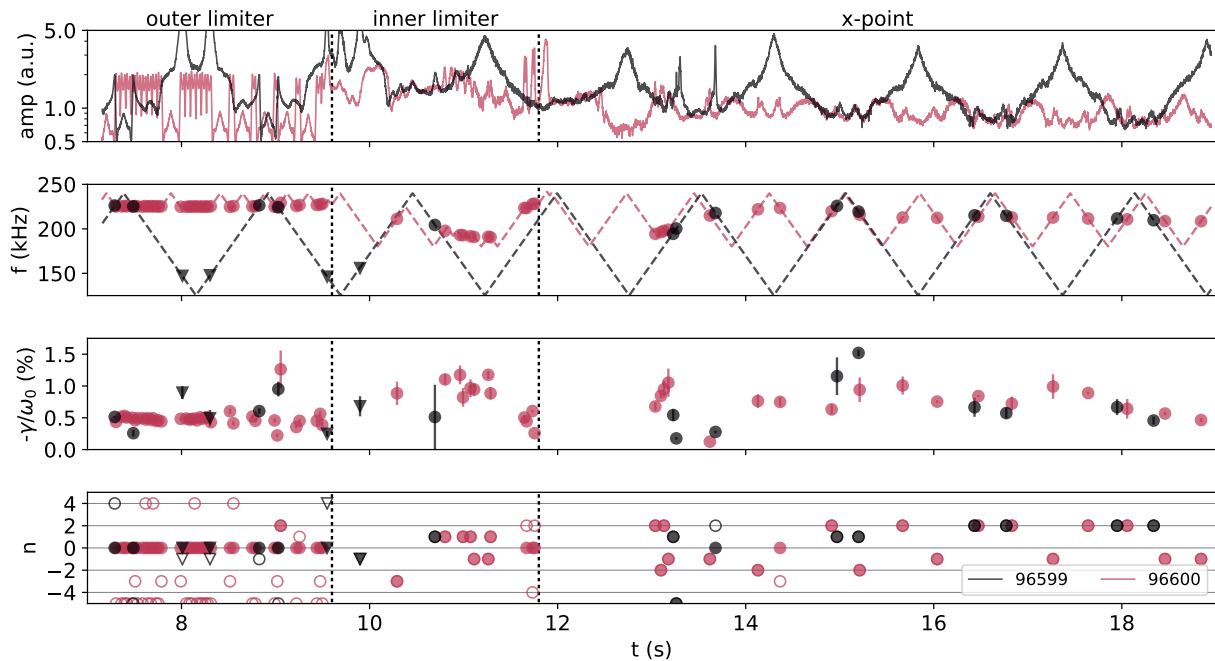 outer limiter inner limiter x-point
amp (a.u.)
5.0
1.0
0.5
f (kHz)
250
200
150
-γ/ω₀ (%)
1.5
1.0
0.5
0.0
n
4
2
0
−2
−4
96599 96600
8 10 12 14 16 18
t (s)